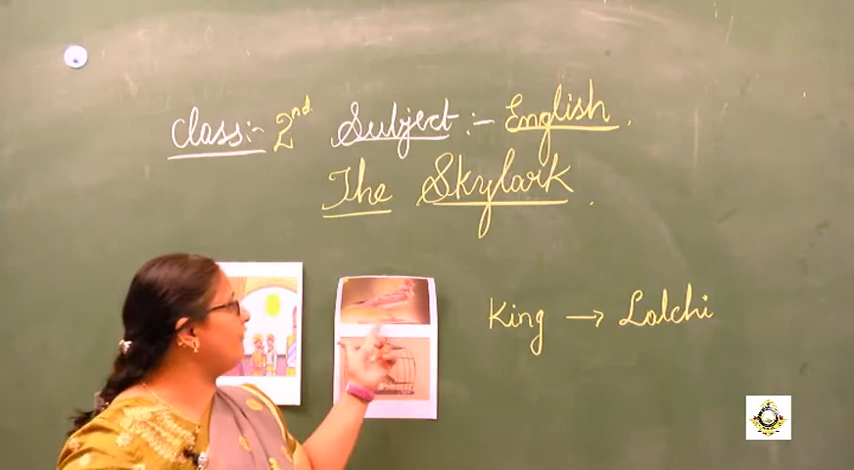 Class:- 2nd. Subject:- English.
The Skylark.
King → Lalchi